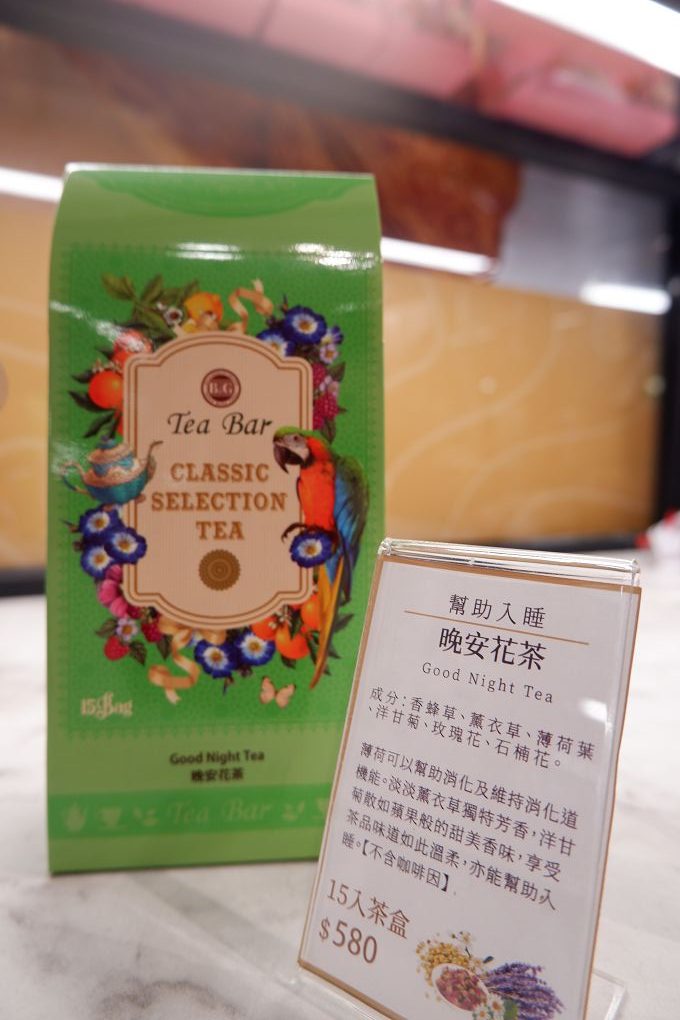 B&G
Tea Bar
CLASSIC
SELECTION
TEA
15 Bag
Good Night Tea
晚安花茶
Tea Bar
幫助入睡
晚安花茶
Good Night Tea
成分：香蜂草、薰衣草、薄荷葉
、洋甘菊、玫瑰花、石楠花。
薄荷可以幫助消化及維持消化道
機能。淡淡薰衣草獨特芳香，洋甘
菊散如蘋果般的甜美香味，享受
茶品味道如此溫柔，亦能幫助入
睡。【不含咖啡因】
15入茶盒
$580